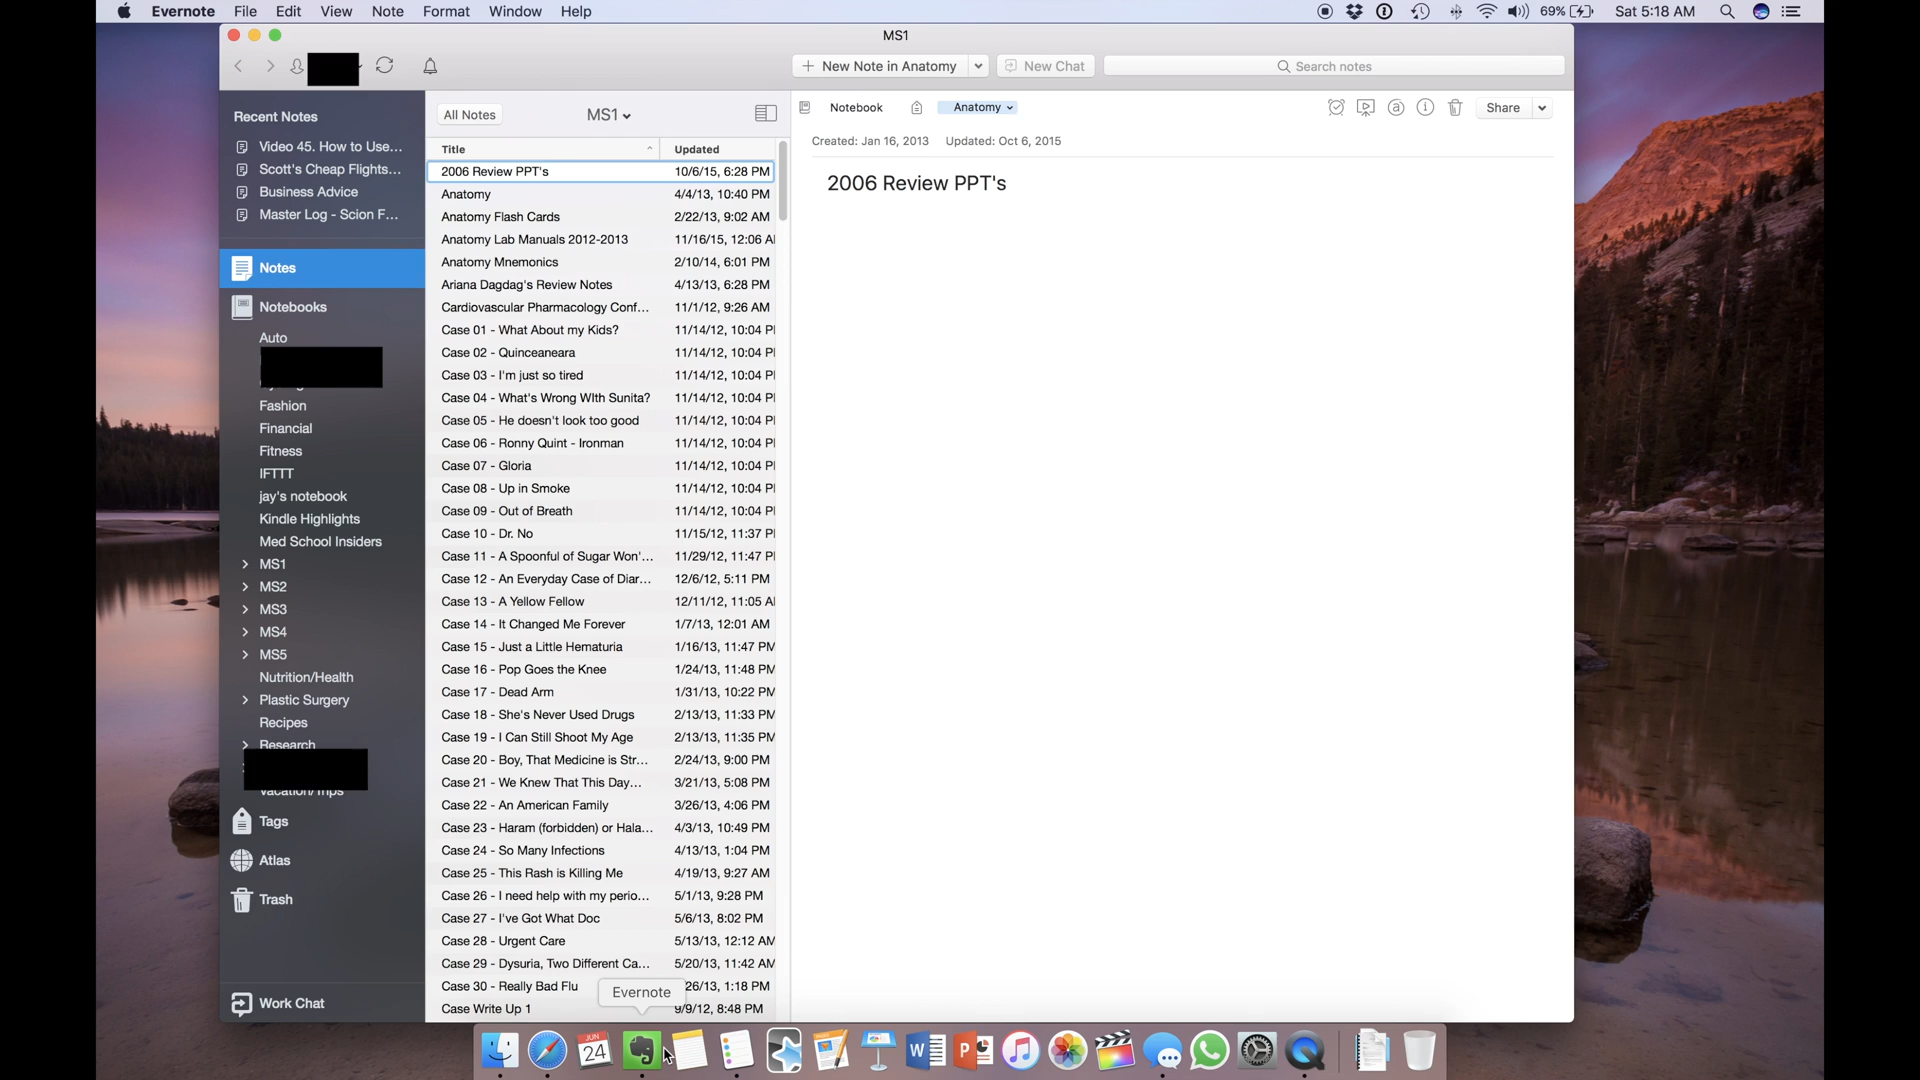 Evernote File Edit View Note Format Window Help
69% Sat 5:18 AM
MS1
New Note in Anatomy
New Chat
Search notes
Recent Notes
Video 45. How to Use...
Scott's Cheap Flights...
Business Advice
Master Log - Scion F...
Notes
Notebooks
Auto
Fashion
Financial
Fitness
IFTTT
jay's notebook
Kindle Highlights
Med School Insiders
MS1
MS2
MS3
MS4
MS5
Nutrition/Health
Plastic Surgery
Recipes
Research
Vacation/Trips
Tags
Atlas
Trash
Work Chat
All Notes
MS1
Title Updated
2006 Review PPT's 10/6/15, 6:28 PM
Anatomy 4/4/13, 10:40 PM
Anatomy Flash Cards 2/22/13, 9:02 AM
Anatomy Lab Manuals 2012-2013 11/16/15, 12:06 A
Anatomy Mnemonics 2/10/14, 6:01 PM
Ariana Dagdag's Review Notes 4/13/13, 6:28 PM
Cardiovascular Pharmacology Conf... 11/1/12, 9:26 AM
Case 01 - What About my Kids? 11/14/12, 10:04 P
Case 02 - Quinceaneara 11/14/12, 10:04 P
Case 03 - I'm just so tired 11/14/12, 10:04 P
Case 04 - What's Wrong WIth Sunita? 11/14/12, 10:04 P
Case 05 - He doesn't look too good 11/14/12, 10:04 P
Case 06 - Ronny Quint - Ironman 11/14/12, 10:04 P
Case 07 - Gloria 11/14/12, 10:04 P
Case 08 - Up in Smoke 11/14/12, 10:04 P
Case 09 - Out of Breath 11/14/12, 10:04 P
Case 10 - Dr. No 11/15/12, 11:37 P
Case 11 - A Spoonful of Sugar Won'... 11/29/12, 11:47 P
Case 12 - An Everyday Case of Diar... 12/6/12, 5:11 PM
Case 13 - A Yellow Fellow 12/11/12, 11:05 A
Case 14 - It Changed Me Forever 1/7/13, 12:01 AM
Case 15 - Just a Little Hematuria 1/16/13, 11:47 PM
Case 16 - Pop Goes the Knee 1/24/13, 11:48 PM
Case 17 - Dead Arm 1/31/13, 10:22 PM
Case 18 - She's Never Used Drugs 2/13/13, 11:33 PM
Case 19 - I Can Still Shoot My Age 2/13/13, 11:35 PM
Case 20 - Boy, That Medicine is Str... 2/24/13, 9:00 PM
Case 21 - We Knew That This Day... 3/21/13, 5:08 PM
Case 22 - An American Family 3/26/13, 4:06 PM
Case 23 - Haram (forbidden) or Hala... 4/3/13, 10:49 PM
Case 24 - So Many Infections 4/13/13, 1:04 PM
Case 25 - This Rash is Killing Me 4/19/13, 9:27 AM
Case 26 - I need help with my perio... 5/1/13, 9:28 PM
Case 27 - I've Got What Doc 5/6/13, 8:02 PM
Case 28 - Urgent Care 5/13/13, 12:12 AM
Case 29 - Dysuria, Two Different Ca... 5/20/13, 11:42 AM
Case 30 - Really Bad Flu 26/13, 1:18 PM
Case Write Up 1 9/9/12, 8:48 PM
Evernote
Notebook
Anatomy
Share
Created: Jan 16, 2013 Updated: Oct 6, 2015
2006 Review PPT's
JUN
24
W
P